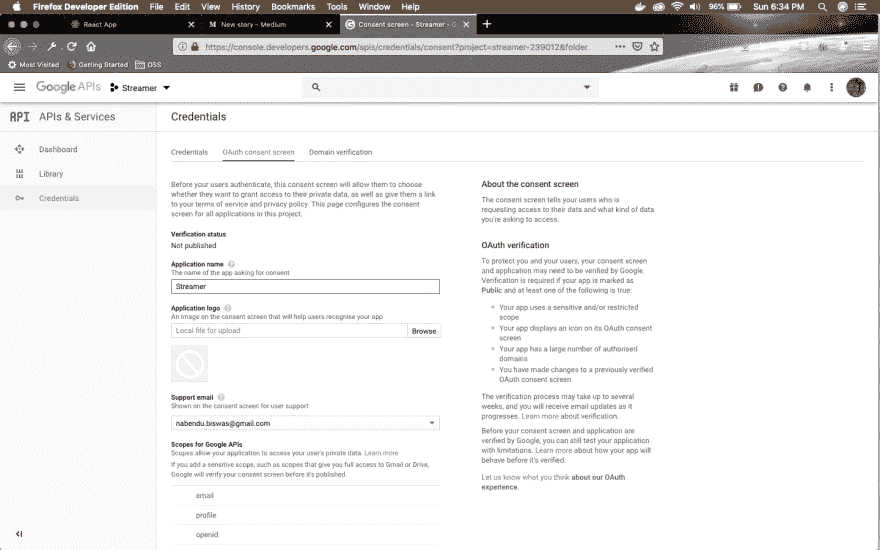 Firefox Developer Edition File Edit View History Bookmarks Tools Window Help 96% Sun 6:34 PM
React App × M New story - Medium × G Consent screen - Streamer - G × +
https://console.developers.google.com/apis/credentials/consent?project=streamer-239012&folder
Most Visited Getting Started OSS
Google APIs Streamer
API APIs & Services Credentials
Dashboard
Library
Credentials
Credentials OAuth consent screen Domain verification
Before your users authenticate, this consent screen will allow them to choose
whether they want to grant access to their private data, as well as give them a link
to your terms of service and privacy policy. This page configures the consent
screen for all applications in this project.
Verification status
Not published
Application name
The name of the app asking for consent
Streamer
Application logo
An image on the consent screen that will help users recognise your app
Local file for upload Browse
Support email
Shown on the consent screen for user support
nabendu.biswas@gmail.com
Scopes for Google APIs
Scopes allow your application to access your user's private data. Learn more
If you add a sensitive scope, such as scopes that give you full access to Gmail or Drive,
Google will verify your consent screen before it's published.
email
profile
openid
About the consent screen
The consent screen tells your users who is
requesting access to their data and what kind of data
you're asking to access.
OAuth verification
To protect you and your users, your consent screen
and application may need to be verified by Google.
Verification is required if your app is marked as
Public and at least one of the following is true:
Your app uses a sensitive and/or restricted
scope
Your app displays an icon on its OAuth consent
screen
Your app has a large number of authorised
domains
You have made changes to a previously verified
OAuth consent screen
The verification process may take up to several
weeks, and you will receive email updates as it
progresses. Learn more about verification.
Before your consent screen and application are
verified by Google, you can still test your application
with limitations. Learn more about how your app will
behave before it's verified.
Let us know what you think about our OAuth
experience.